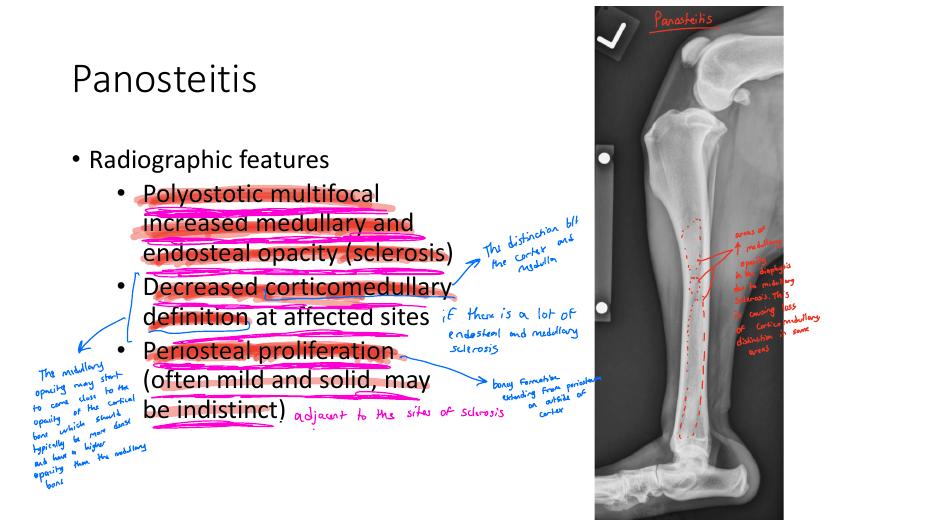 Panosteitis
• Radiographic features
• Polyostotic multifocal
increased medullary and
endosteal opacity (sclerosis)
• Decreased corticomedullary
definition at affected sites
• Periosteal proliferation
(often mild and solid, may
be indistinct)
The distinction b/t
the cortex and
medulla
if there is a lot of
endosteal and medullary
sclerosis
bony formation
extending from periosteum
on outside of
cortex
adjacent to the sites of sclerosis
The medullary
opacity may start
to come close to the
opacity of the cortical
bone which should
typically be more dense
and have a higher
opacity than the medullary
bone
Panosteitis
L
areas of
↑ medullary
opacity
in the diaphysis
due to medullary
sclerosis. This
is causing loss
of corticomedullary
distinction in some
areas